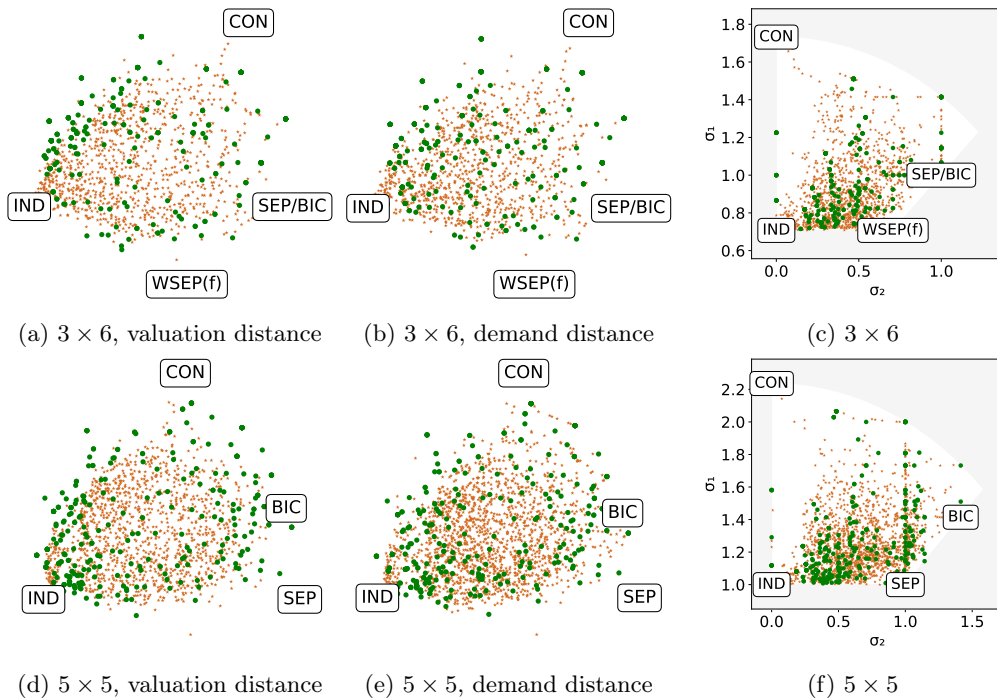 CON
IND
SEP/BIC
WSEP(f)
(a) 3 × 6, valuation distance
CON
IND
SEP/BIC
WSEP(f)
(b) 3 × 6, demand distance
1.8
1.6
1.4
1.2
1.0
0.8
0.6
σ₁
CON
SEP/BIC
IND
WSEP(f)
0.0 0.5 1.0
σ₂
(c) 3 × 6
CON
BIC
IND
SEP
(d) 5 × 5, valuation distance
CON
BIC
IND
SEP
(e) 5 × 5, demand distance
2.2
2.0
1.8
1.6
1.4
1.2
1.0
σ₁
CON
BIC
IND
SEP
0.0 0.5 1.0 1.5
σ₂
(f) 5 × 5